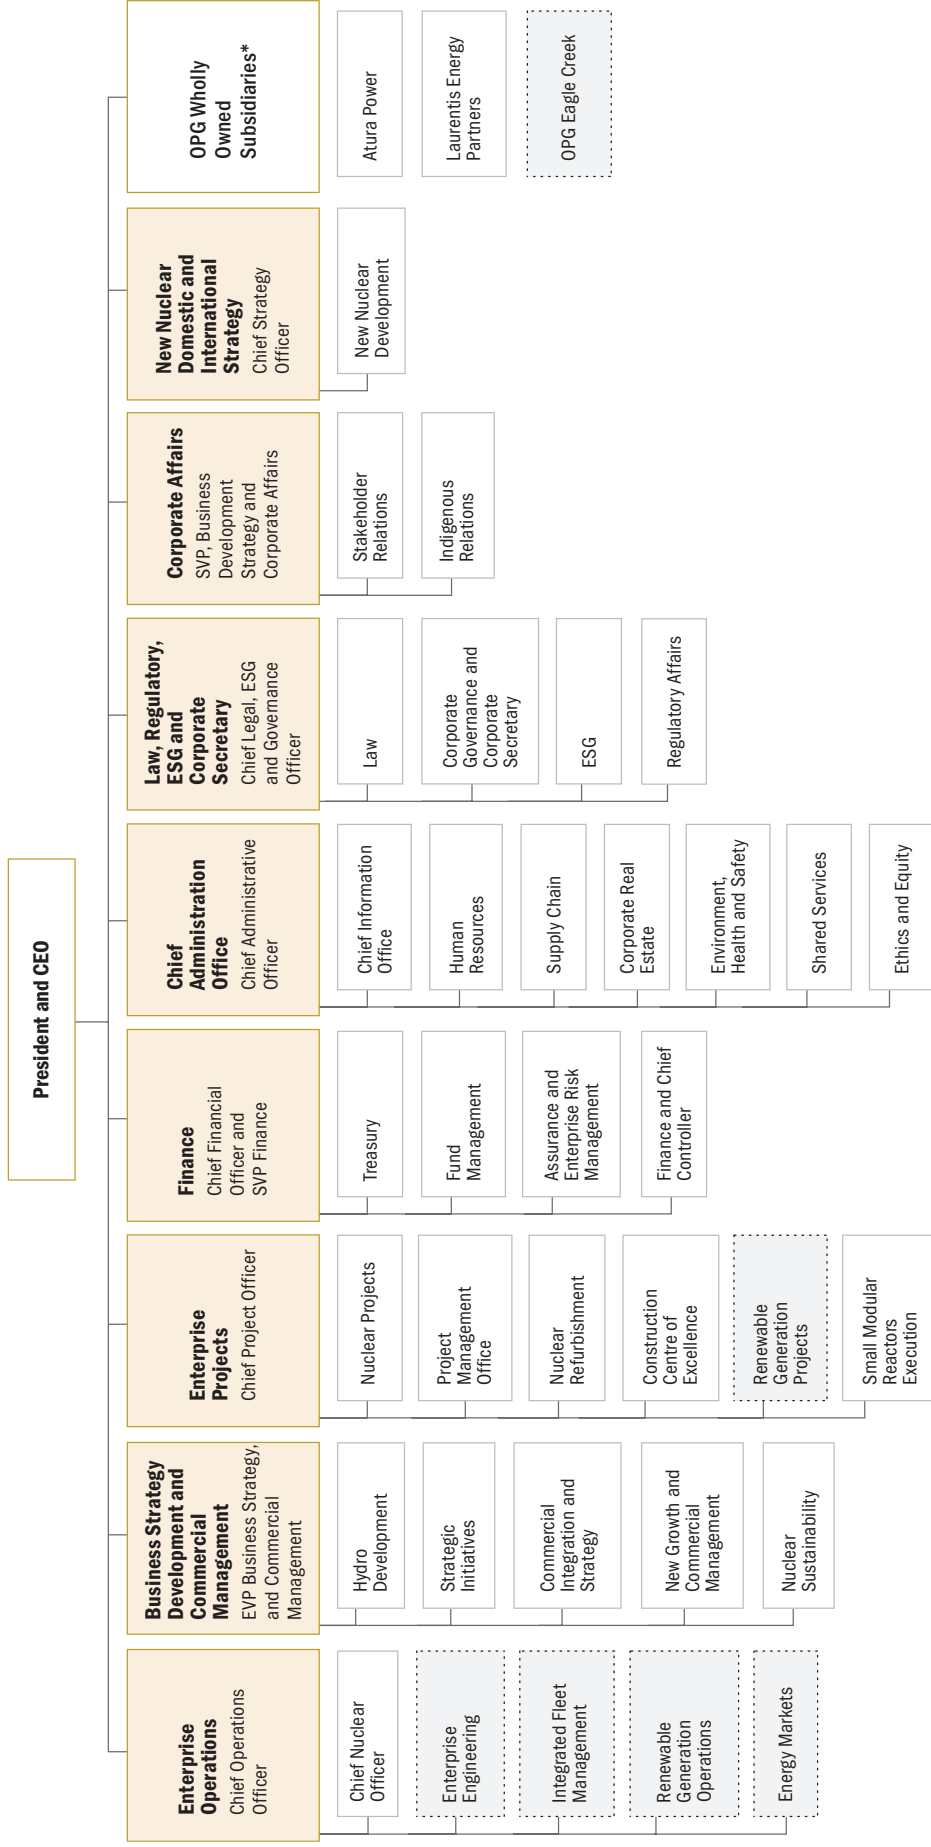 President and CEO
Enterprise
Operations
Chief Operations
Officer
Chief Nuclear
Officer
Enterprise
Engineering
Integrated Fleet
Management
Renewable
Generation
Operations
Energy Markets
Business Strategy
Development and
Commercial
Management
EVP Business Strategy,
and Commercial
Management
Hydro
Development
Strategic
Initiatives
Commercial
Integration and
Strategy
New Growth and
Commercial
Management
Nuclear
Sustainability
Enterprise
Projects
Chief Project Officer
Nuclear Projects
Project
Management
Office
Nuclear
Refurbishment
Construction
Centre of
Excellence
Renewable
Generation
Projects
Small Modular
Reactors
Execution
Finance
Chief Financial
Officer and
SVP Finance
Treasury
Fund
Management
Assurance and
Enterprise Risk
Management
Finance and Chief
Controller
Chief
Administration
Office
Chief Administrative
Officer
Chief Information
Office
Human
Resources
Supply Chain
Corporate Real
Estate
Environment,
Health and Safety
Shared Services
Ethics and Equity
Law, Regulatory,
ESG and
Corporate
Secretary
Chief Legal, ESG
and Governance
Officer
Law
Corporate
Governance and
Corporate
Secretary
ESG
Regulatory Affairs
Corporate Affairs
SVP, Business
Development
Strategy and
Corporate Affairs
Stakeholder
Relations
Indigenous
Relations
New Nuclear
Domestic and
International
Strategy
Chief Strategy
Officer
New Nuclear
Development
OPG Wholly
Owned
Subsidiaries*
Atura Power
Laurentis Energy
Partners
OPG Eagle Creek